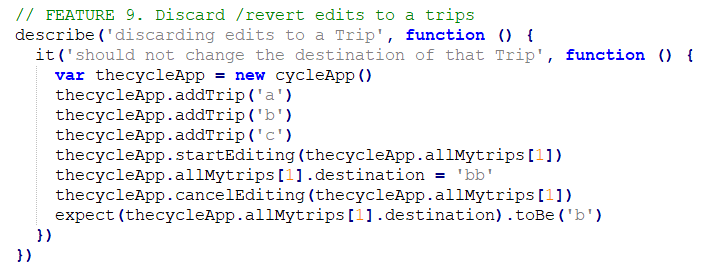 // FEATURE 9. Discard /revert edits to a trips
describe('discarding edits to a Trip', function () {
it('should not change the destination of that Trip', function () {
var thecycleApp = new cycleApp()
thecycleApp.addTrip('a')
thecycleApp.addTrip('b')
thecycleApp.addTrip('c')
thecycleApp.startEditing(thecycleApp.allMytrips[1])
thecycleApp.allMytrips[1].destination = 'bb'
thecycleApp.cancelEditing(thecycleApp.allMytrips[1])
expect(thecycleApp.allMytrips[1].destination).toBe('b')
})
})